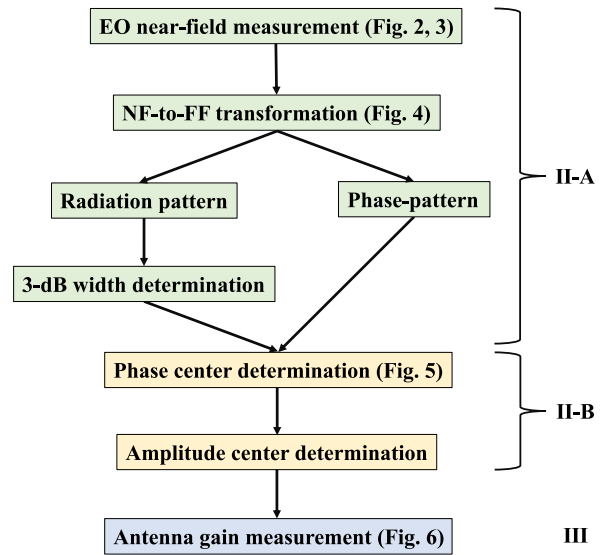 EO near-field measurement (Fig. 2, 3)
NF-to-FF transformation (Fig. 4)
Radiation pattern
Phase-pattern
3-dB width determination
II-A
Phase center determination (Fig. 5)
Amplitude center determination
II-B
Antenna gain measurement (Fig. 6)
III